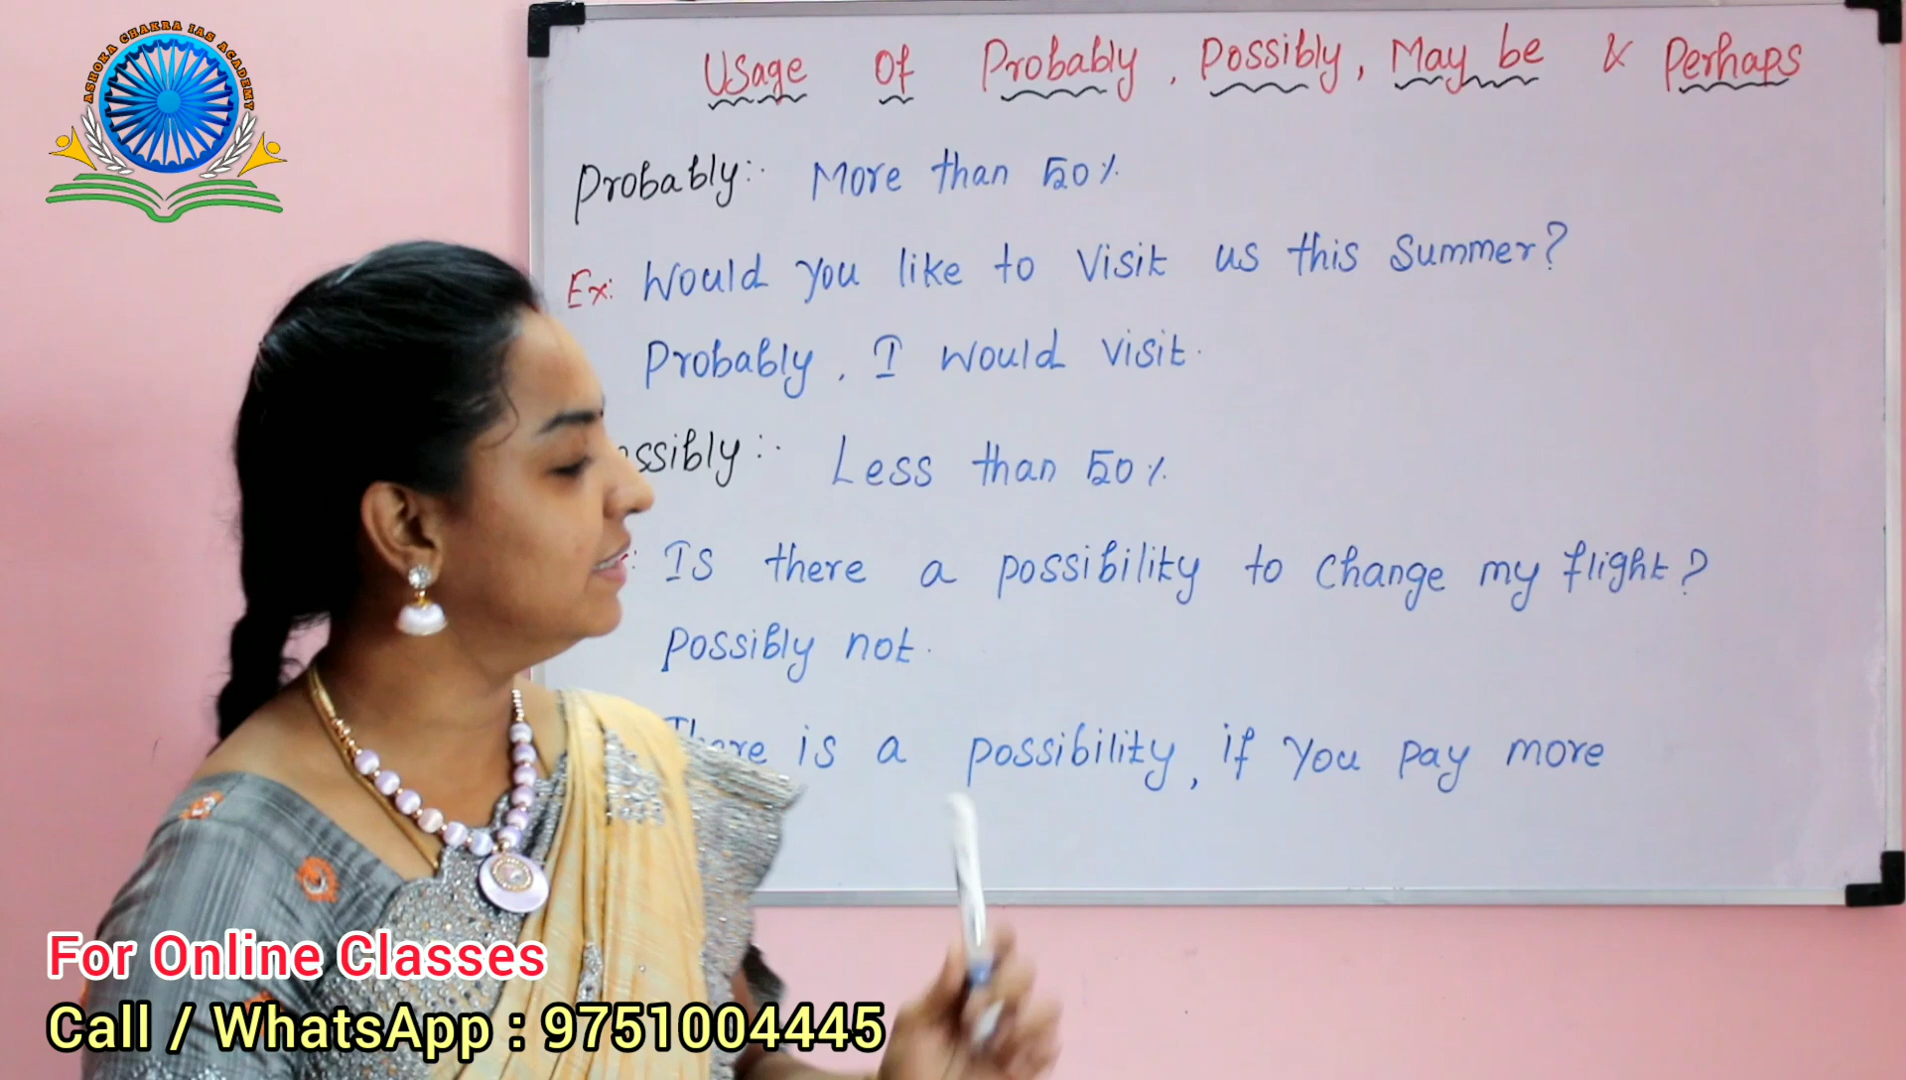 ASHOKA CHAKRA IAS ACADEMY
Usage Of Probably, Possibly, May be & Perhaps
Probably:- More than 50%
Ex: Would you like to visit us this summer?
Probably, I would visit.
ssibly:- Less than 50%
: Is there a possibility to change my flight?
Possibly not.
There is a possibility, if you pay more
For Online Classes
Call / WhatsApp : 9751004445